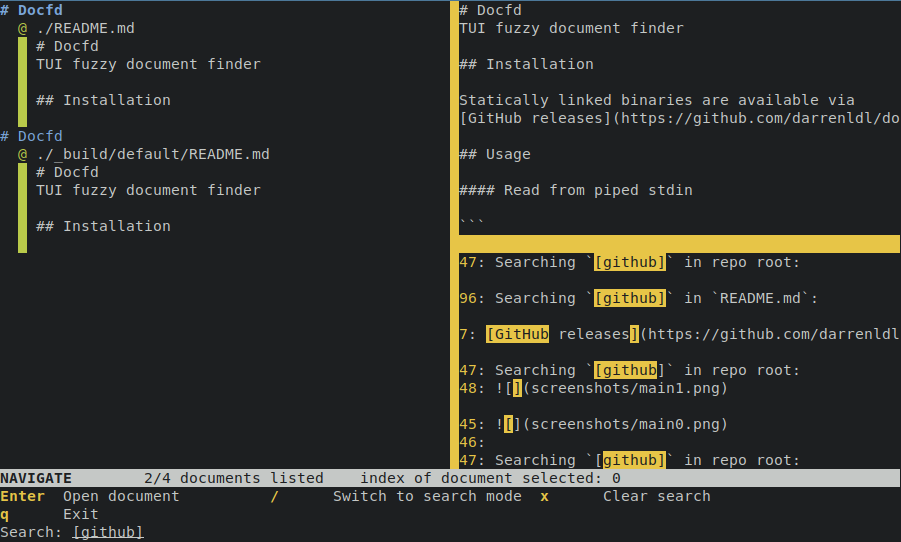 # Docfd
@ ./README.md
# Docfd
TUI fuzzy document finder
## Installation
# Docfd
@ ./_build/default/README.md
# Docfd
TUI fuzzy document finder
## Installation
# Docfd
TUI fuzzy document finder
## Installation
Statically linked binaries are available via
[GitHub releases](https://github.com/darrenldl/do
## Usage
#### Read from piped stdin
```
47: Searching `[github]` in repo root:
96: Searching `[github]` in `README.md`:
7: [GitHub releases](https://github.com/darrenldl
47: Searching `[github]` in repo root:
48: ![](screenshots/main1.png)
45: ![](screenshots/main0.png)
46:
47: Searching `[github]` in repo root:
NAVIGATE 2/4 documents listed index of document selected: 0
Enter Open document / Switch to search mode x Clear search
q Exit
Search: [github]